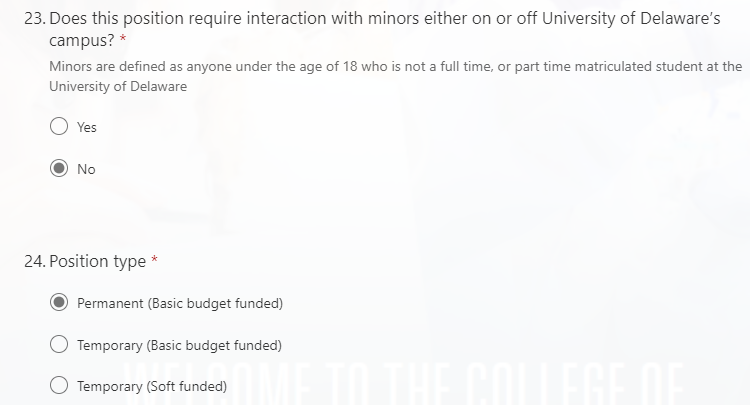 23. Does this position require interaction with minors either on or off University of Delaware's
campus? *
Minors are defined as anyone under the age of 18 who is not a full time, or part time matriculated student at the
University of Delaware
Yes
No
24. Position type *
Permanent (Basic budget funded)
Temporary (Basic budget funded)
Temporary (Soft funded)
WELCOME TO THE COLLEGE OF